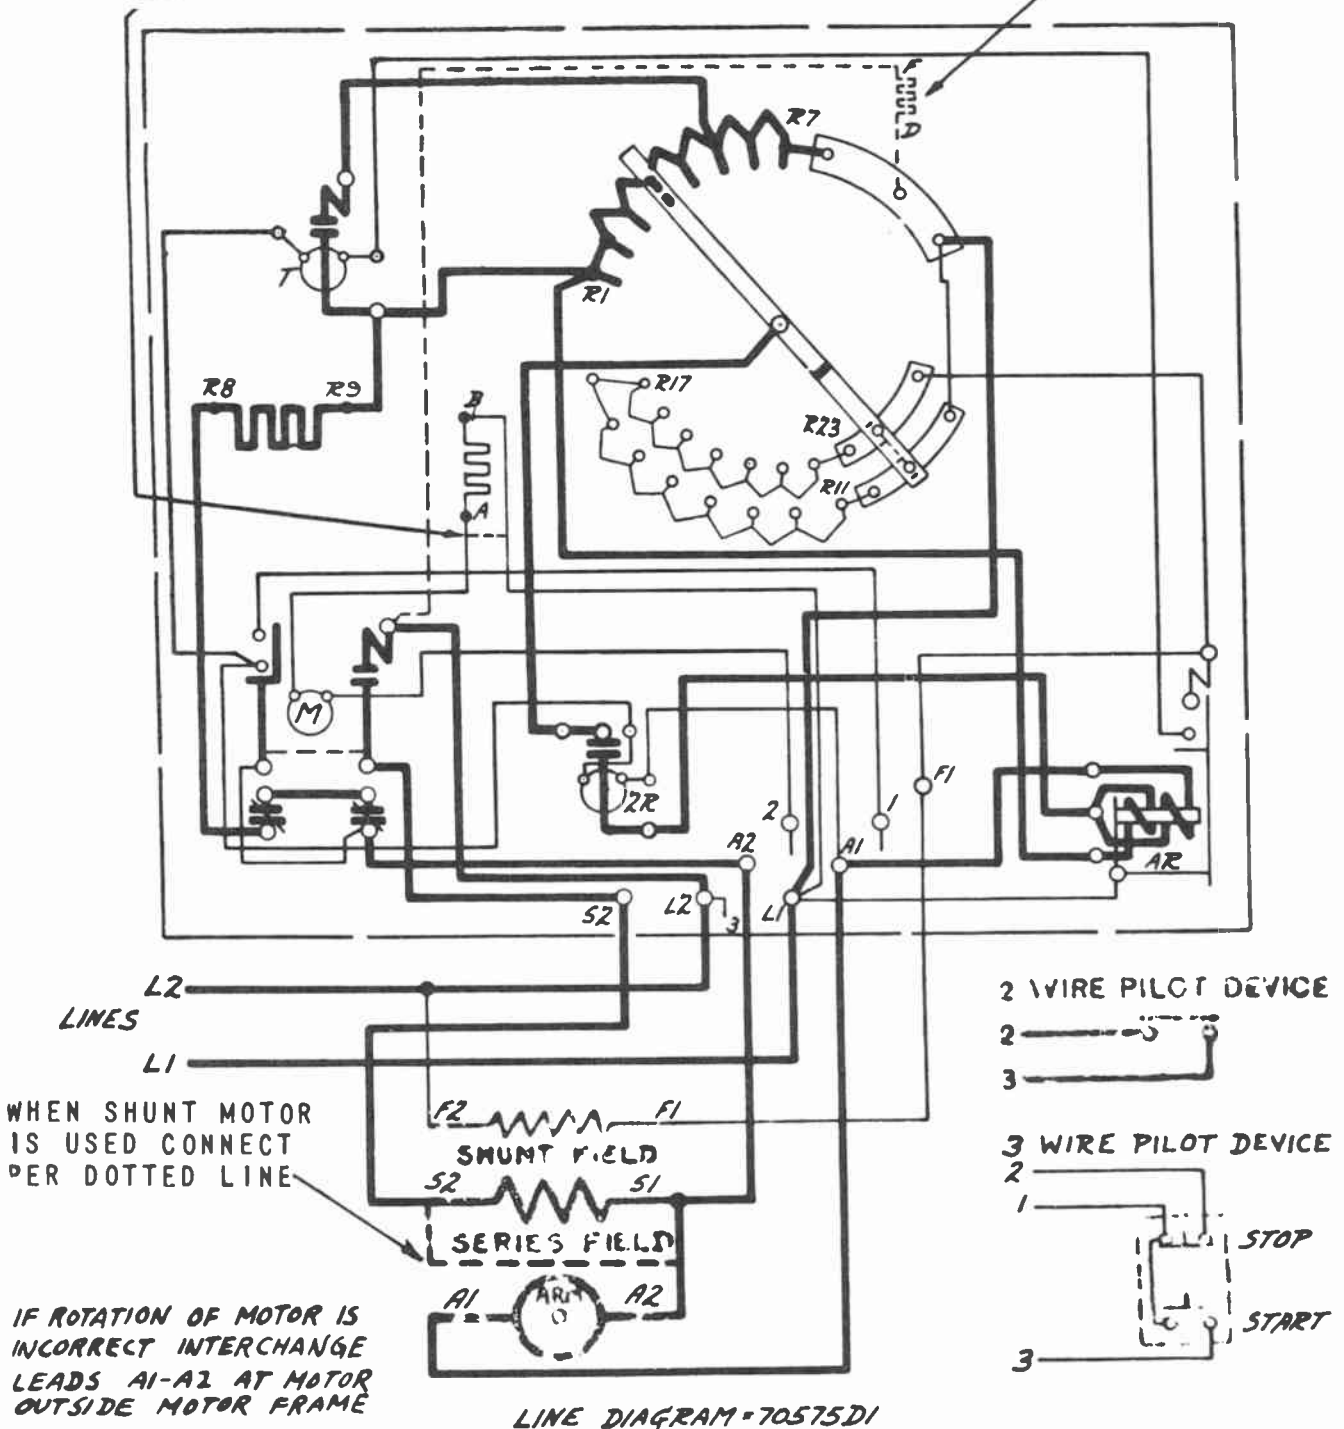 R7
D
T
R1
R8
R9
B
R17
R23
R11
A
M
2R
F1
2
1
A2
A1
AR
S2
L2
3
L1
L2
LINES
L1
2 WIRE PILOT DEVICE
2
3
WHEN SHUNT MOTOR
IS USED CONNECT
PER DOTTED LINE
F2
F1
SHUNT FIELD
S2
S1
SERIES FIELD
A1
ARM
A2
3 WIRE PILOT DEVICE
2
1
STOP
START
3
IF ROTATION OF MOTOR IS
INCORRECT INTERCHANGE
LEADS A1-A2 AT MOTOR
OUTSIDE MOTOR FRAME
LINE DIAGRAM=70575D1